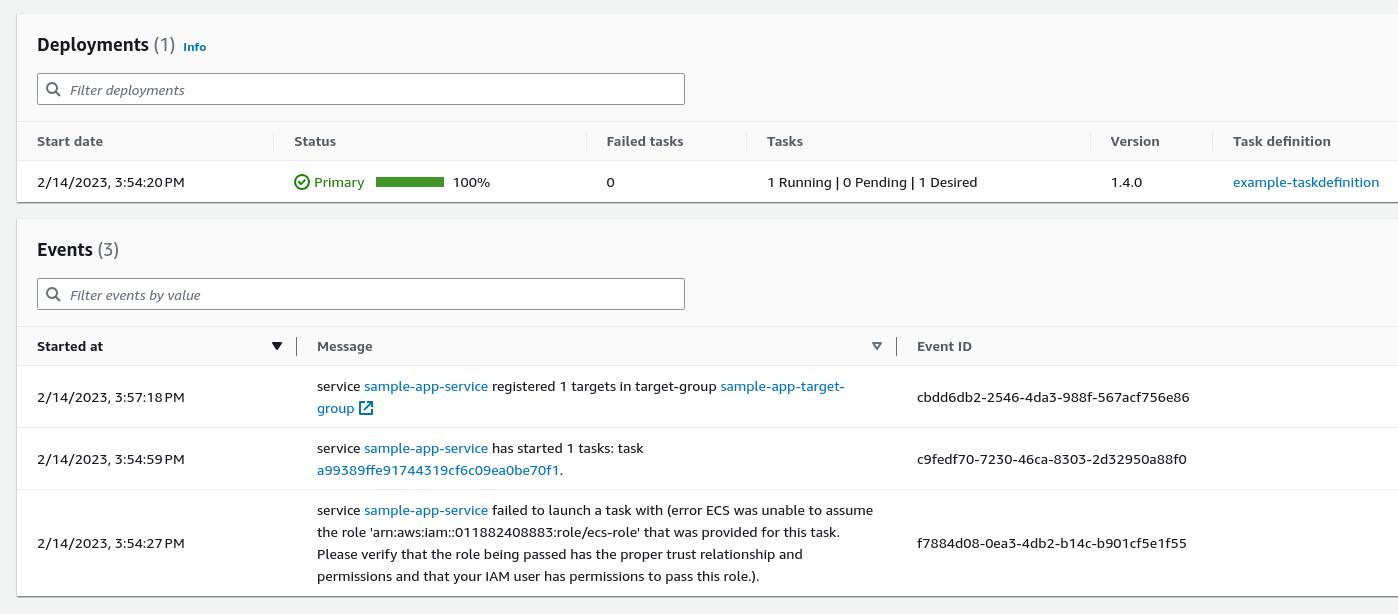 Deployments (1) Info
Filter deployments
Start date Status Failed tasks Tasks Version Task definition
2/14/2023, 3:54:20 PM Primary 100% 0 1 Running | 0 Pending | 1 Desired 1.4.0 example-taskdefinition
Events (3)
Filter events by value
Started at Message Event ID
service sample-app-service registered 1 targets in target-group sample-app-target-
2/14/2023, 3:57:18 PM group cbdd6db2-2546-4da3-988f-567acf756e86
service sample-app-service has started 1 tasks: task
2/14/2023, 3:54:59 PM a99389ffe91744319cf6c09ea0be70f1. c9fedf70-7230-46ca-8303-2d32950a88f0
service sample-app-service failed to launch a task with (error ECS was unable to assume
the role 'arn:aws:iam::011882408883:role/ecs-role' that was provided for this task.
2/14/2023, 3:54:27 PM Please verify that the role being passed has the proper trust relationship and f7884d08-0ea3-4db2-b14c-b901cf5e1f55
permissions and that your IAM user has permissions to pass this role.).